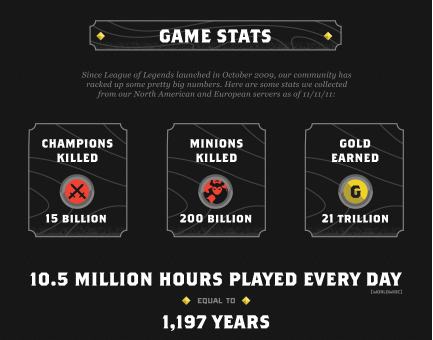 GAME STATS
Since League of Legends launched in October 2009, our community has
racked up some pretty big numbers. Here are some stats we collected
from our North American and European servers as of 11/11/11:
CHAMPIONS
KILLED
15 BILLION
MINIONS
KILLED
200 BILLION
GOLD
EARNED
G
21 TRILLION
10.5 MILLION HOURS PLAYED EVERY DAY
[WORLDWIDE]
EQUAL TO
1,197 YEARS